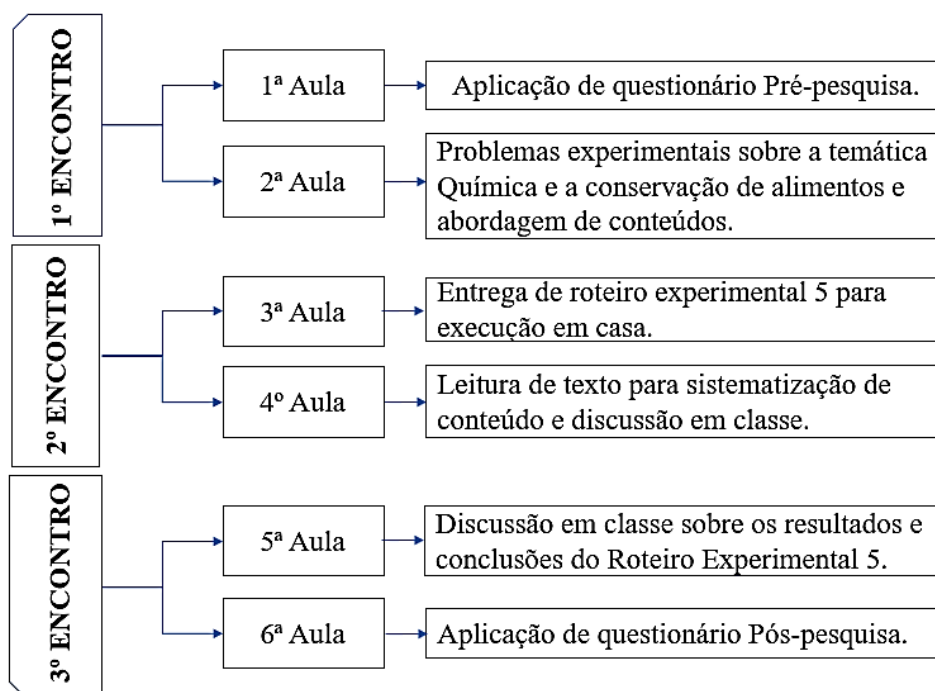 1º ENCONTRO
1ª Aula
Aplicação de questionário Pré-pesquisa.
2ª Aula
Problemas experimentais sobre a temática
Química e a conservação de alimentos e
abordagem de conteúdos.
2º ENCONTRO
3ª Aula
Entrega de roteiro experimental 5 para
execução em casa.
4º Aula
Leitura de texto para sistematização de
conteúdo e discussão em classe.
3º ENCONTRO
5ª Aula
Discussão em classe sobre os resultados e
conclusões do Roteiro Experimental 5.
6ª Aula
Aplicação de questionário Pós-pesquisa.